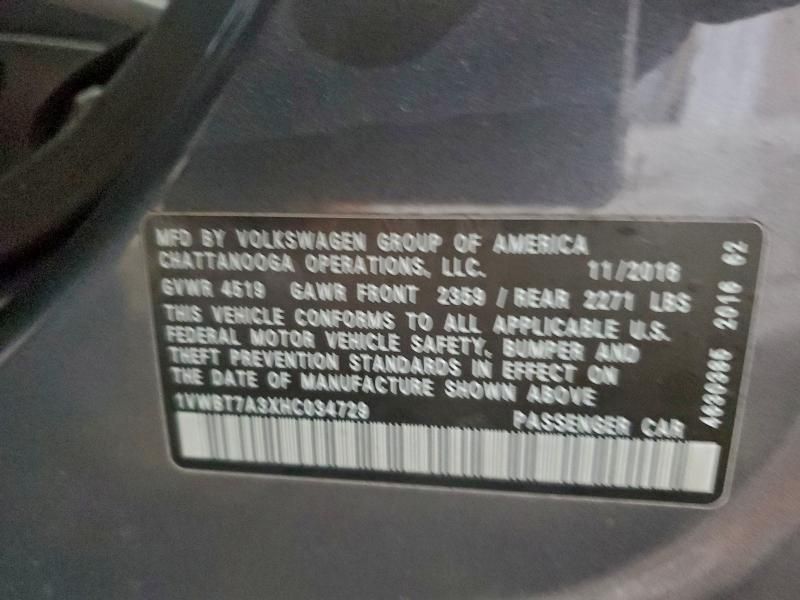 MFD BY VOLKSWAGEN GROUP OF AMERICA
CHATTANOOGA OPERATIONS, LLC. 11/2016
GVWR 4519 GAWR FRONT 2359 / REAR 2271 LBS
THIS VEHICLE CONFORMS TO ALL APPLICABLE U.S.
FEDERAL MOTOR VEHICLE SAFETY, BUMPER AND
THEFT PREVENTION STANDARDS IN EFFECT ON
THE DATE OF MANUFACTURE SHOWN ABOVE
1VWBT7A3XHC034729 PASSENGER CAR
2016 62